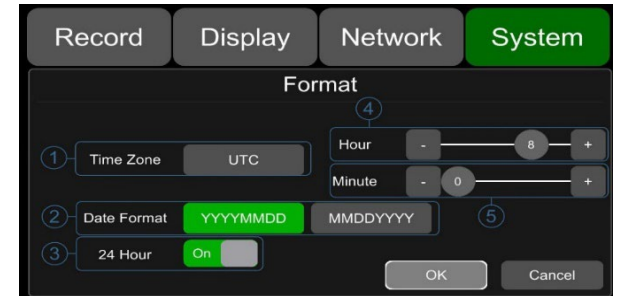 Record Display Network System
Format
④
Hour - 8 +
① Time Zone UTC
Minute - 0 +
② Date Format YYYYMMDD MMDDYYYY ⑤
③ 24 Hour On
OK Cancel